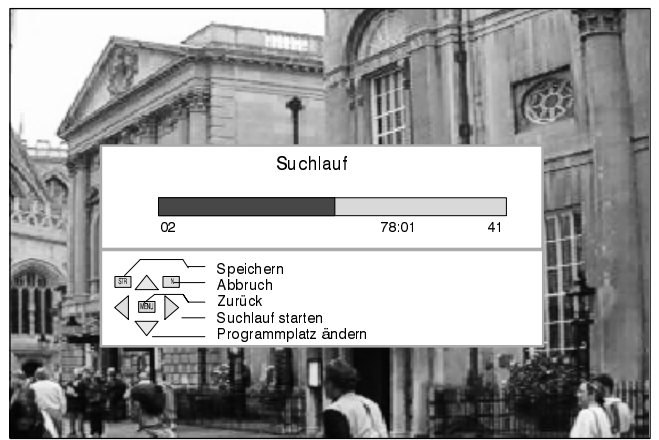 Suchlauf
02 78:01 41
STR N Speichern
Abbruch
MENU Zurück
Suchlauf starten
Programmplatz ändern